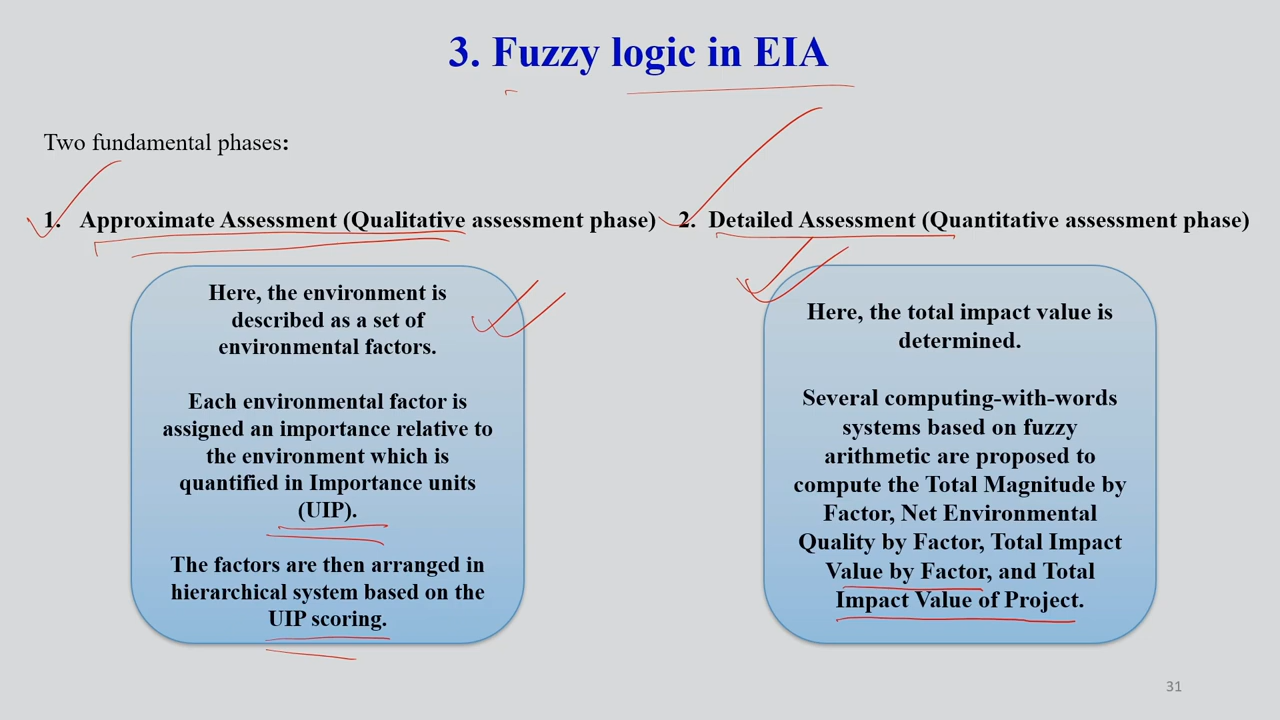 3. Fuzzy logic in EIA
Two fundamental phases:
1. Approximate Assessment (Qualitative assessment phase)
Here, the environment is
described as a set of
environmental factors.
Each environmental factor is
assigned an importance relative to
the environment which is
quantified in Importance units
(UIP).
The factors are then arranged in
hierarchical system based on the
UIP scoring.
2. Detailed Assessment (Quantitative assessment phase)
Here, the total impact value is
determined.
Several computing-with-words
systems based on fuzzy
arithmetic are proposed to
compute the Total Magnitude by
Factor, Net Environmental
Quality by Factor, Total Impact
Value by Factor, and Total
Impact Value of Project.
31